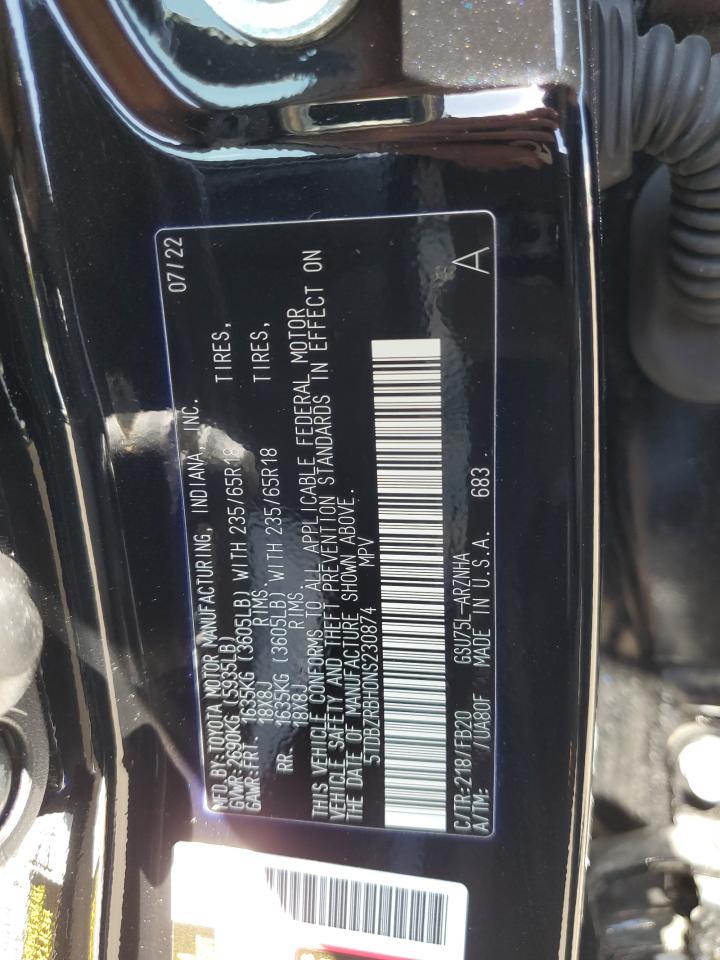 MFD. BY: TOYOTA MOTOR MANUFACTURING, INDIANA, INC. 07/22
GVWR: 2690KG (5935LB)
GAWR: FRT 1635KG (3605LB) WITH 235/65R18 TIRES,
18X8J RIMS.
RR. 1635KG (3605LB) WITH 235/65R18 TIRES,
18X8J RIMS.
THIS VEHICLE CONFORMS TO ALL APPLICABLE FEDERAL MOTOR
VEHICLE SAFETY AND THEFT PREVENTION STANDARDS IN EFFECT ON
THE DATE OF MANUFACTURE SHOWN ABOVE.
5TDBZRBH0NS230874 MPV
C/TR: 218 /FB20 GSU75L-ARZNHA
A/TM: /UA80F MADE IN U.S.A. 683. A